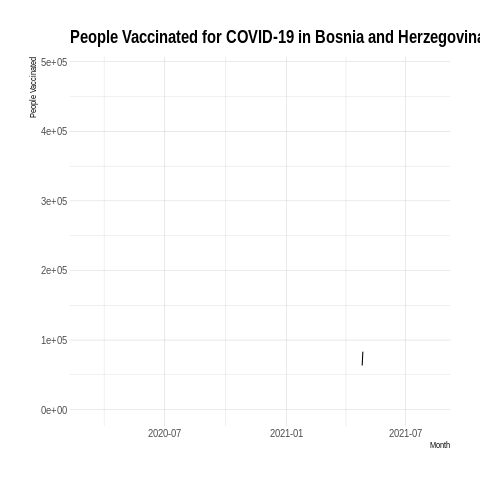 People Vaccinated for COVID-19 in Bosnia and Herzegovina
People Vaccinated
5e+05
4e+05
3e+05
2e+05
1e+05
0e+00
2020-07
2021-01
2021-07
Month